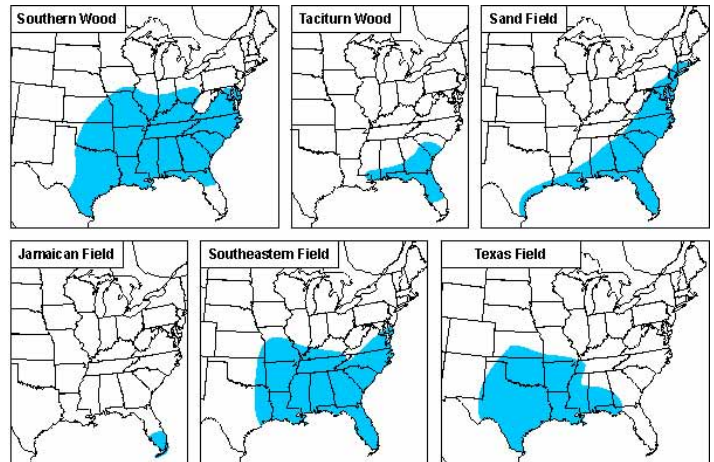 Southern Wood
Taciturn Wood
Sand Field
Jamaican Field
Southeastern Field
Texas Field